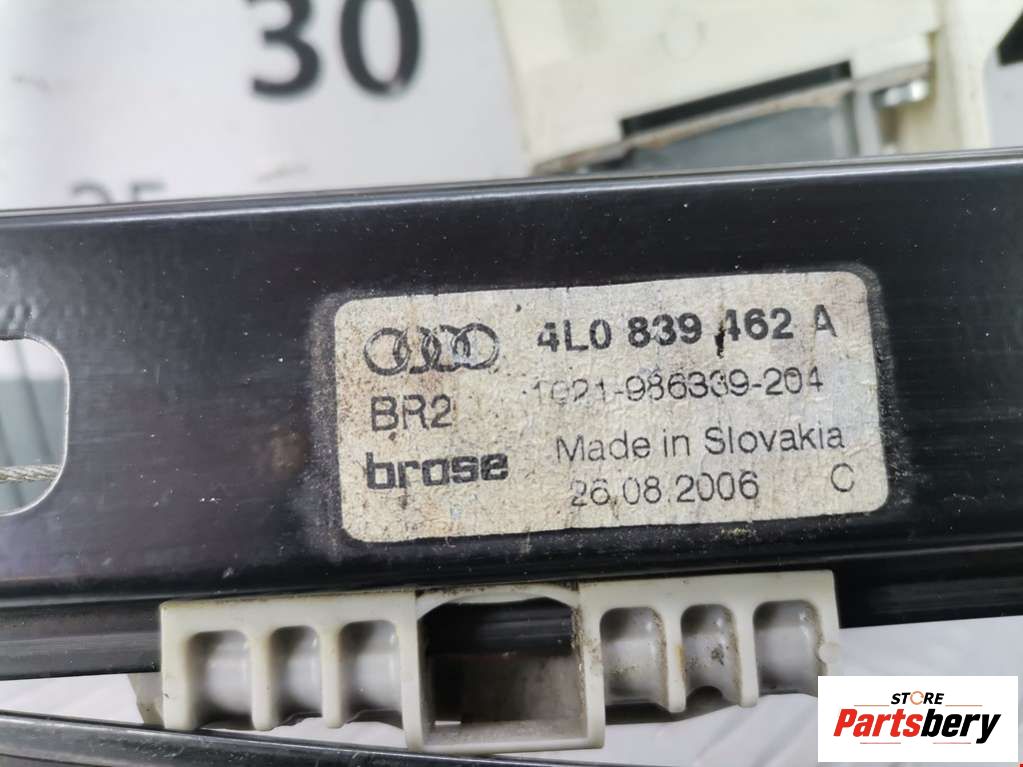 30
4L0 839 462 A
BR2
1021-986339-204
brose
Made in Slovakia
26.08.2006 C
STORE
Partsbery